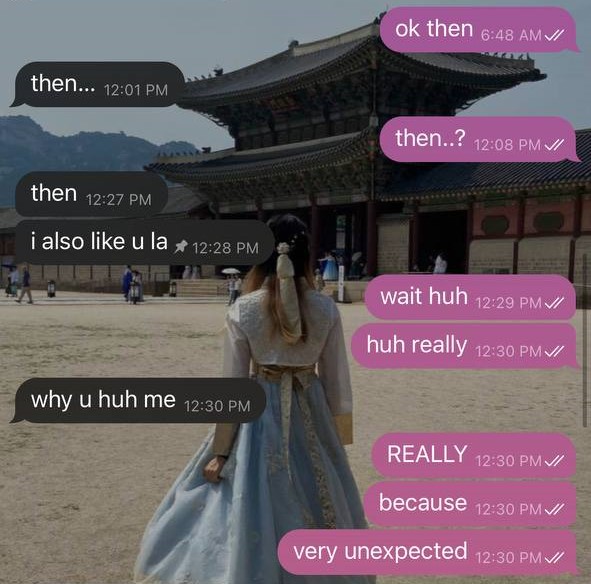 ok then 6:48 AM
then... 12:01 PM
then..? 12:08 PM
then 12:27 PM
i also like u la 12:28 PM
wait huh 12:29 PM
huh really 12:30 PM
why u huh me 12:30 PM
REALLY 12:30 PM
because 12:30 PM
very unexpected 12:30 PM